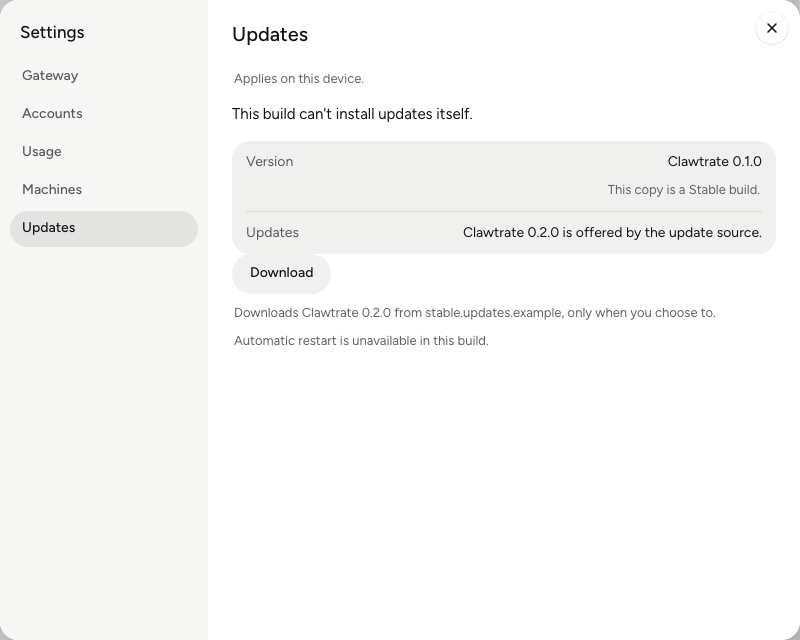 Settings
Gateway
Accounts
Usage
Machines
Updates
Updates
Applies on this device.
This build can't install updates itself.
Version
Clawtrate 0.1.0
This copy is a Stable build.
Updates
Clawtrate 0.2.0 is offered by the update source.
Download
Downloads Clawtrate 0.2.0 from stable.updates.example, only when you choose to.
Automatic restart is unavailable in this build.